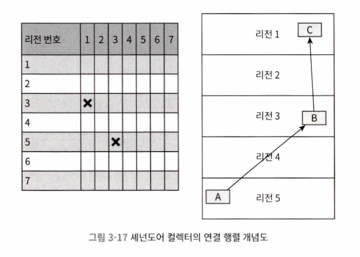 리전 번호 1 2 3 4 5 6 7
1
2
3 ✖
4
5 ✖
6
7
리전 1 C
리전 2
리전 3 B
리전 4
A 리전 5
그림 3-17 셰넌도어 컬렉터의 연결 행렬 개념도